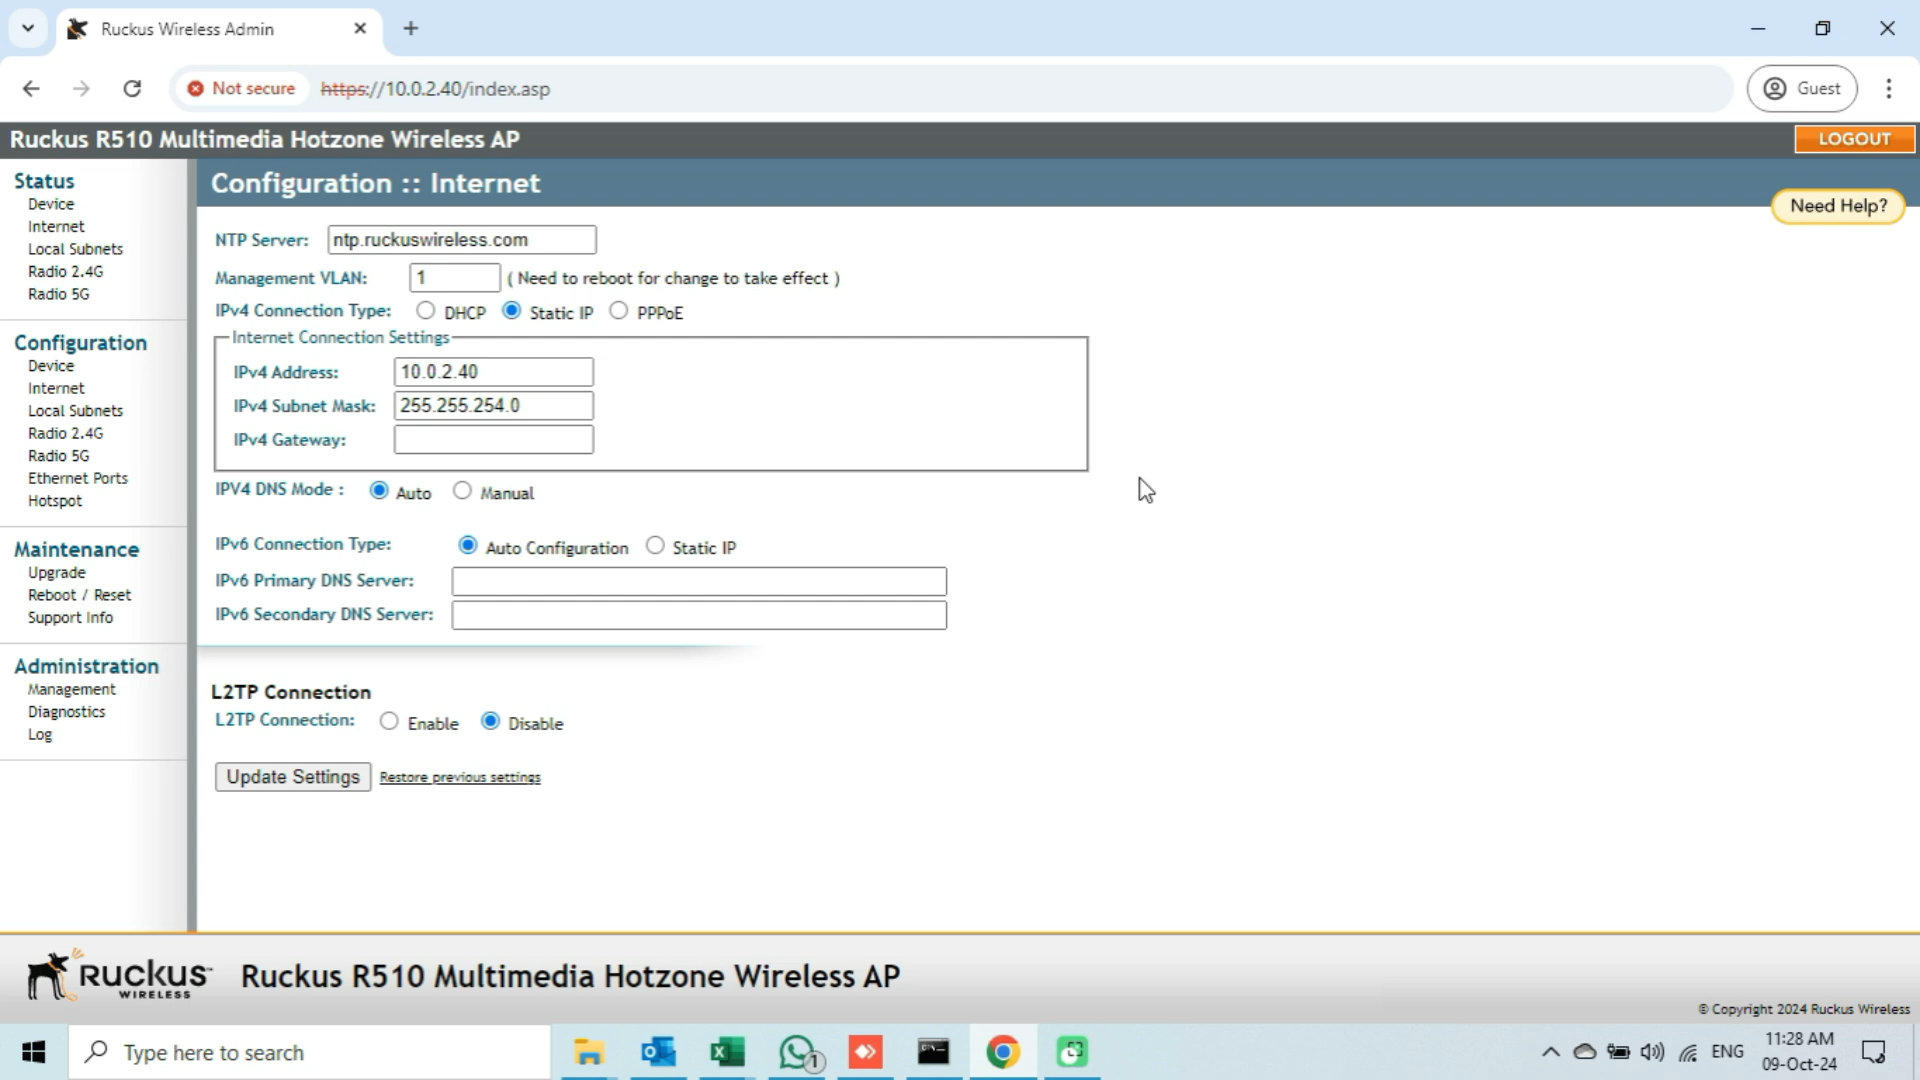 Ruckus Wireless Admin
Not secure https://10.0.2.40/index.asp
Guest
Ruckus R510 Multimedia Hotzone Wireless AP
LOGOUT
Status
Device
Internet
Local Subnets
Radio 2.4G
Radio 5G
Configuration
Device
Internet
Local Subnets
Radio 2.4G
Radio 5G
Ethernet Ports
Hotspot
Maintenance
Upgrade
Reboot / Reset
Support Info
Administration
Management
Diagnostics
Log
Configuration :: Internet
Need Help?
NTP Server: ntp.ruckuswireless.com
Management VLAN: 1 ( Need to reboot for change to take effect )
IPv4 Connection Type: DHCP Static IP PPPoE
Internet Connection Settings
IPv4 Address: 10.0.2.40
IPv4 Subnet Mask: 255.255.254.0
IPv4 Gateway:
IPV4 DNS Mode : Auto Manual
IPv6 Connection Type: Auto Configuration Static IP
IPv6 Primary DNS Server:
IPv6 Secondary DNS Server:
L2TP Connection
L2TP Connection: Enable Disable
Update Settings Restore previous settings
RUCKUS™
WIRELESS
Ruckus R510 Multimedia Hotzone Wireless AP
© Copyright 2024 Ruckus Wireless
Type here to search
1
ENG
11:28 AM
09-Oct-24